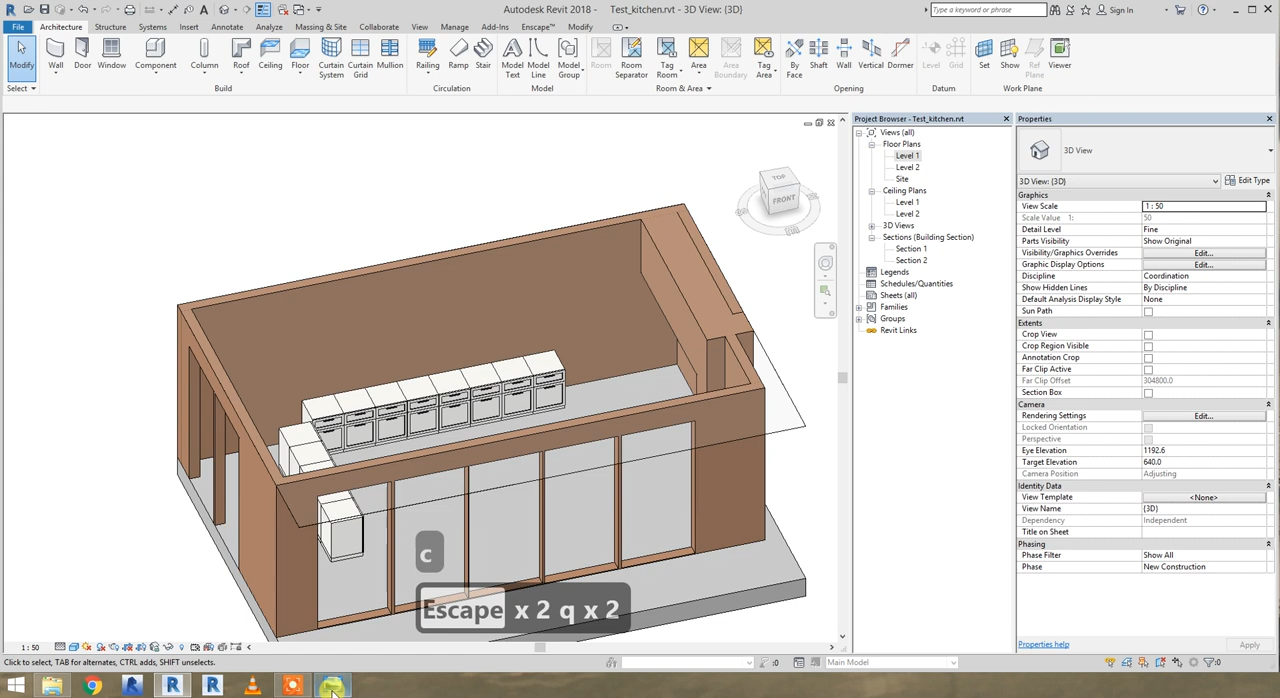 Autodesk Revit 2018 - Test_kitchen.rvt - 3D View: {3D}
Type a keyword or phrase
Sign In
File Architecture Structure Systems Insert Annotate Analyze Massing & Site Collaborate View Manage Add-Ins Enscape™ Modify
Modify Wall Door Window Component Column Roof Ceiling Floor Curtain System Curtain Grid Mullion Railing Ramp Stair Model Text Model Line Model Group Room Room Separator Tag Room Area Area Boundary Tag Area By Face Shaft Wall Vertical Dormer Level Grid Set Show Ref Plane Viewer
Select Build Circulation Model Room & Area Opening Datum Work Plane
TOP
FRONT
Project Browser - Test_kitchen.rvt
Views (all)
Floor Plans
Level 1
Level 2
Site
Ceiling Plans
Level 1
Level 2
3D Views
Sections (Building Section)
Section 1
Section 2
Legends
Schedules/Quantities
Sheets (all)
Families
Groups
Revit Links
Properties
3D View
3D View: {3D} Edit Type
Graphics
View Scale 1 : 50
Scale Value 1: 50
Detail Level Fine
Parts Visibility Show Original
Visibility/Graphics Overrides Edit...
Graphic Display Options Edit...
Discipline Coordination
Show Hidden Lines By Discipline
Default Analysis Display Style None
Sun Path
Extents
Crop View
Crop Region Visible
Annotation Crop
Far Clip Active
Far Clip Offset 304800.0
Section Box
Camera
Rendering Settings Edit...
Locked Orientation
Perspective
Eye Elevation 1192.6
Target Elevation 640.0
Camera Position Adjusting
Identity Data
View Template <None>
View Name {3D}
Dependency Independent
Title on Sheet
Phasing
Phase Filter Show All
Phase New Construction
Properties help Apply
c
Escape x 2 q x 2
1 : 50
Click to select, TAB for alternates, CTRL adds, SHIFT unselects.
:0 Main Model :0